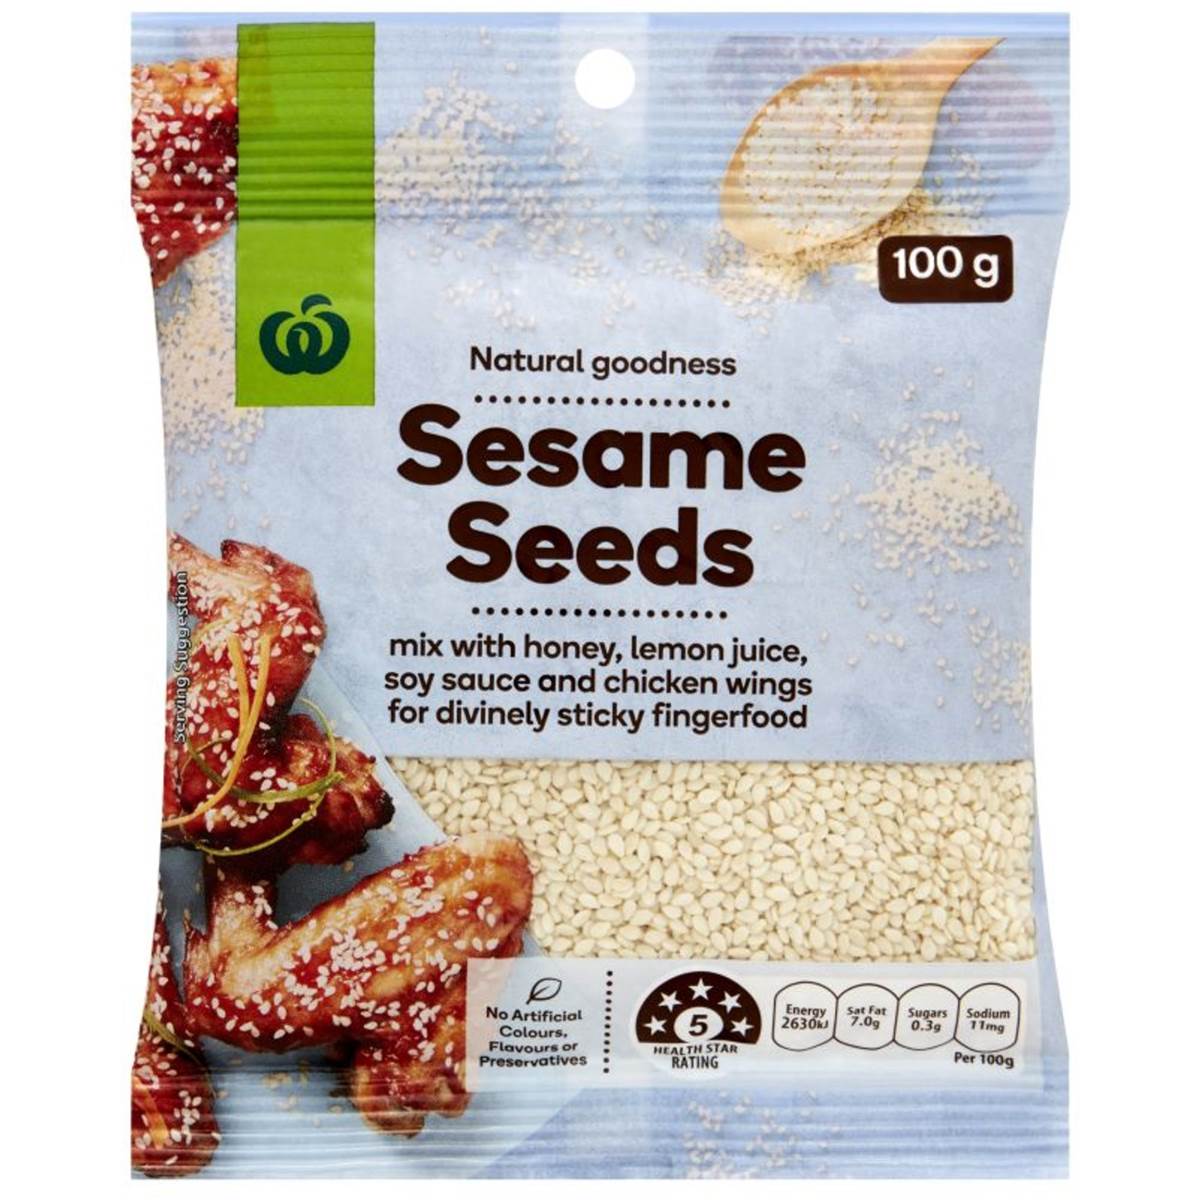 100 g
Natural goodness
Sesame
Seeds
mix with honey, lemon juice,
soy sauce and chicken wings
for divinely sticky fingerfood
Serving Suggestion
No Artificial
Colours,
Flavours or
Preservatives
5
HEALTH STAR
RATING
Energy
2630kJ
Sat Fat
7.0g
Sugars
0.3g
Sodium
11mg
Per 100g